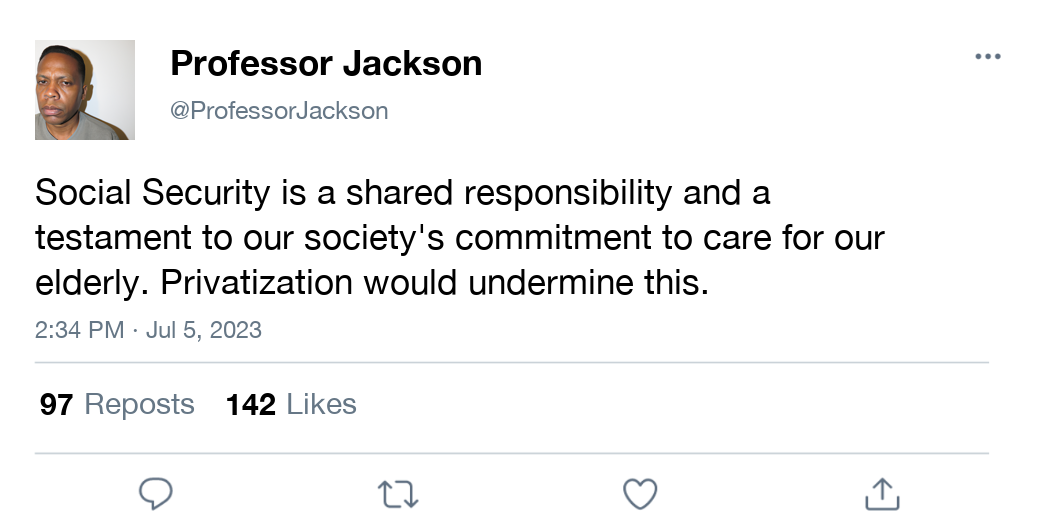 Professor Jackson
@ProfessorJackson
Social Security is a shared responsibility and a
testament to our society's commitment to care for our
elderly. Privatization would undermine this.
2:34 PM · Jul 5, 2023
97 Reposts 142 Likes